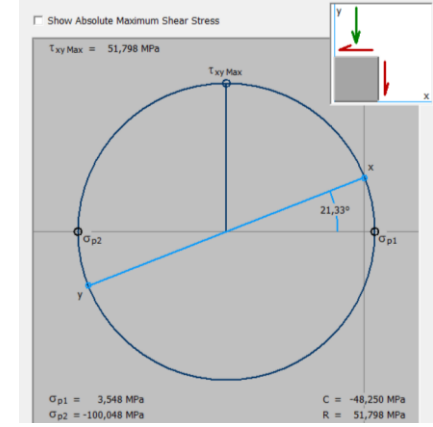 Show Absolute Maximum Shear Stress
y
x
τxy Max = 51,798 MPa
τxy Max
x
21,33º
σp2
σp1
y
σp1 = 3,548 MPa
C = -48,250 MPa
σp2 = -100,048 MPa
R = 51,798 MPa